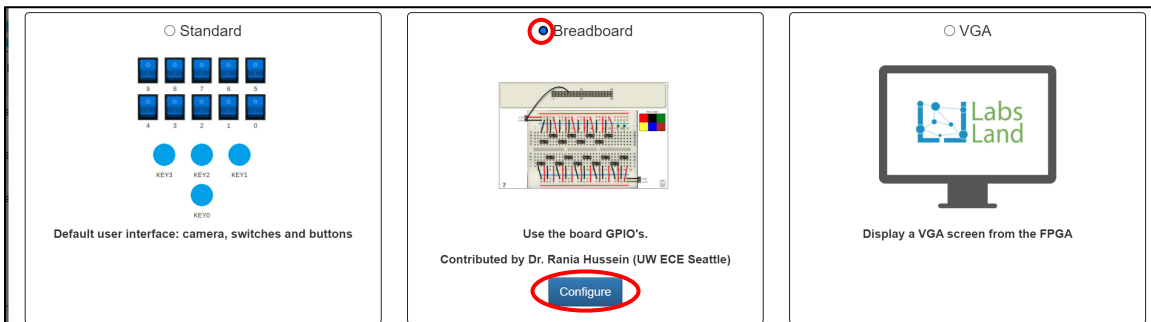 Standard
9 8 7 6 5
4 3 2 1 0
KEY3 KEY2 KEY1
KEY0
Default user interface: camera, switches and buttons
Breadboard
?
Use the board GPIO's.
Contributed by Dr. Rania Hussein (UW ECE Seattle)
Configure
VGA
Labs
Land
Display a VGA screen from the FPGA